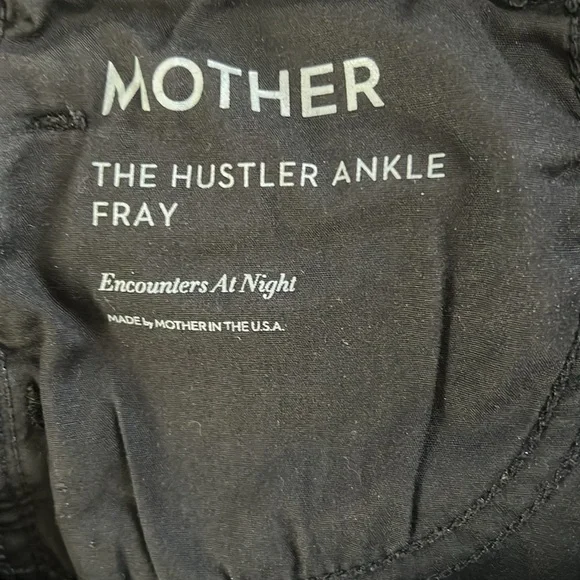 MOTHER
THE HUSTLER ANKLE
FRAY
Encounters At Night
MADE by MOTHER IN THE U.S.A.